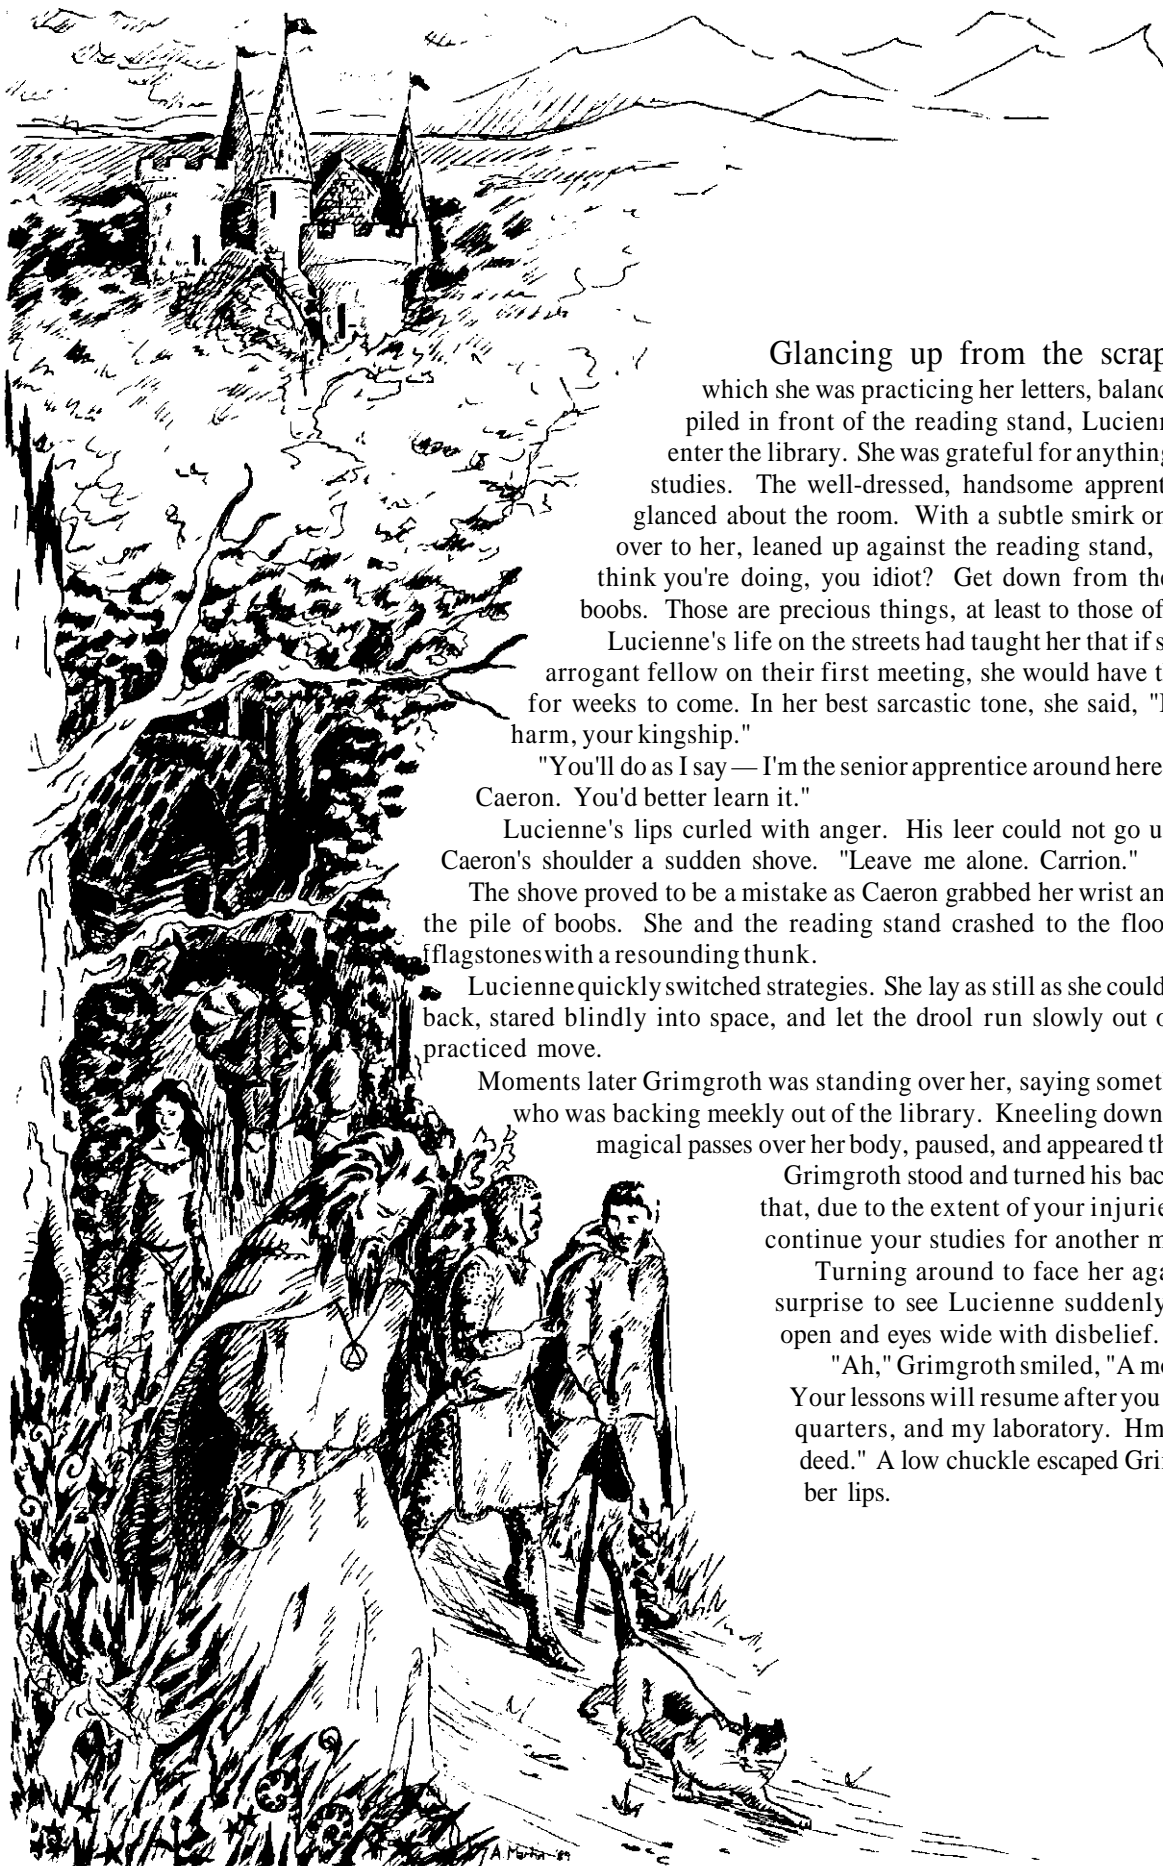 Glancing up from the scrap
which she was practicing her letters, balanc
piled in front of the reading stand, Lucienn
enter the library. She was grateful for anything
studies. The well-dressed, handsome apprent
glanced about the room. With a subtle smirk on
over to her, leaned up against the reading stand,
think you're doing, you idiot? Get down from the
boobs. Those are precious things, at least to those of
Lucienne's life on the streets had taught her that if s
arrogant fellow on their first meeting, she would have t
for weeks to come. In her best sarcastic tone, she said, "I
harm, your kingship."
"You'll do as I say — I'm the senior apprentice around here
Caeron. You'd better learn it."
Lucienne's lips curled with anger. His leer could not go u
Caeron's shoulder a sudden shove. "Leave me alone. Carrion."
The shove proved to be a mistake as Caeron grabbed her wrist an
the pile of boobs. She and the reading stand crashed to the floo
fflagstones with a resounding thunk.
Lucienne quickly switched strategies. She lay as still as she could
back, stared blindly into space, and let the drool run slowly out o
practiced move.
Moments later Grimgroth was standing over her, saying somet
who was backing meekly out of the library. Kneeling down
magical passes over her body, paused, and appeared th
Grimgroth stood and turned his bac
that, due to the extent of your injurie
continue your studies for another m
Turning around to face her aga
surprise to see Lucienne suddenly
open and eyes wide with disbelief.
"Ah," Grimgroth smiled, "A mo
Your lessons will resume after you
quarters, and my laboratory. Hm
deed." A low chuckle escaped Gri
ber lips.
A. Martin '89